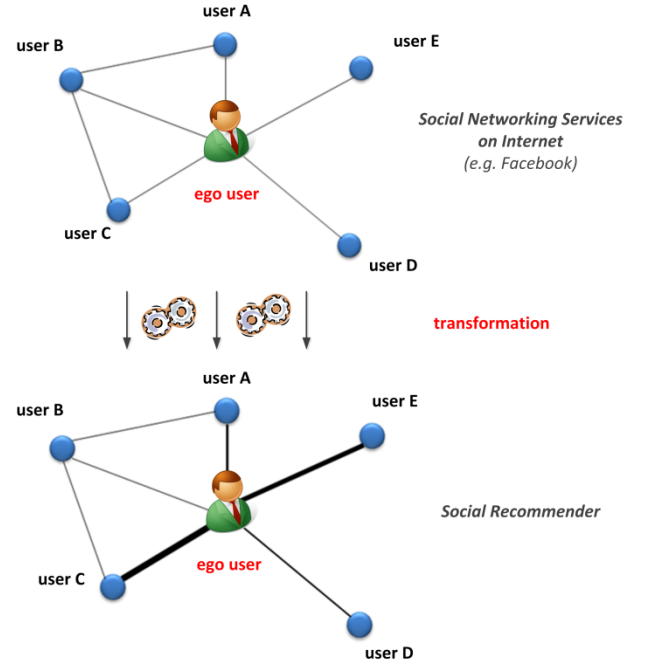 user A
user B
user E
Social Networking Services
on Internet
(e.g. Facebook)
ego user
user C
user D
transformation
user A
user B
user E
Social Recommender
ego user
user C
user D